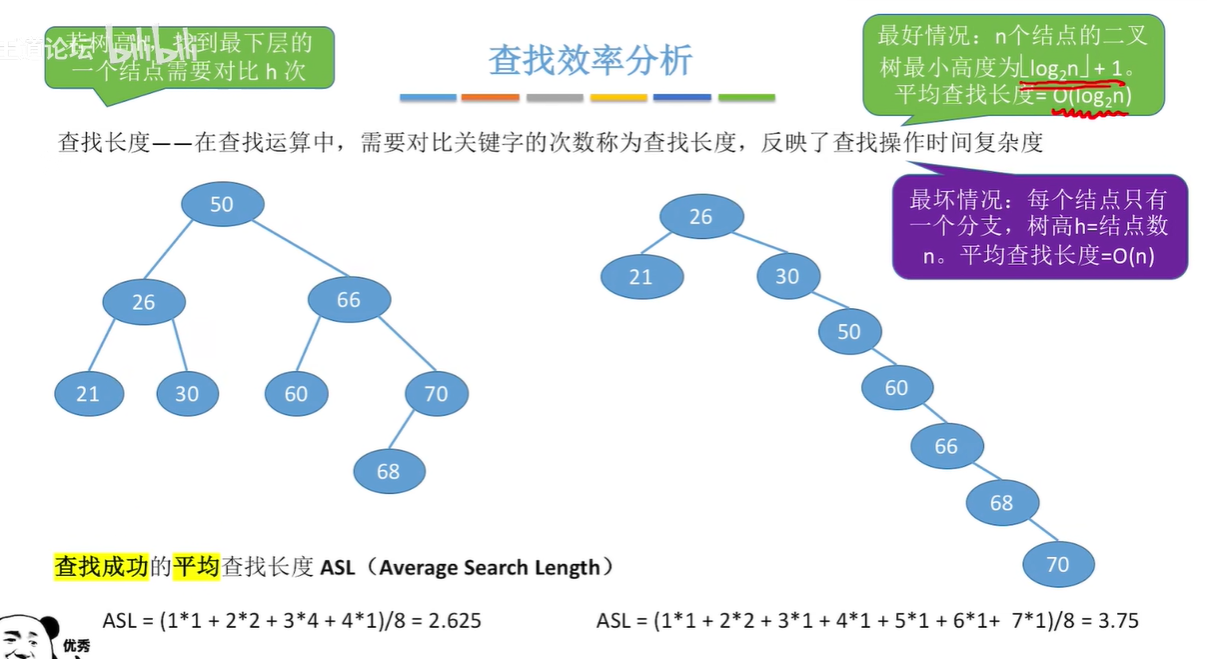 若树高h，找到最下层的
一个结点需要对比 h 次
bilibili
查找效率分析
最好情况：n个结点的二叉
树最小高度为⌊log₂n⌋ + 1。
平均查找长度= O(log₂n)
查找长度——在查找运算中，需要对比关键字的次数称为查找长度，反映了查找操作时间复杂度
最坏情况：每个结点只有
一个分支，树高h=结点数
n。平均查找长度=O(n)
50
26
66
21
30
60
70
68
26
21
30
50
60
66
68
70
查找成功的平均查找长度 ASL（Average Search Length）
ASL = (1*1 + 2*2 + 3*4 + 4*1)/8 = 2.625
ASL = (1*1 + 2*2 + 3*1 + 4*1 + 5*1 + 6*1+ 7*1)/8 = 3.75
优秀